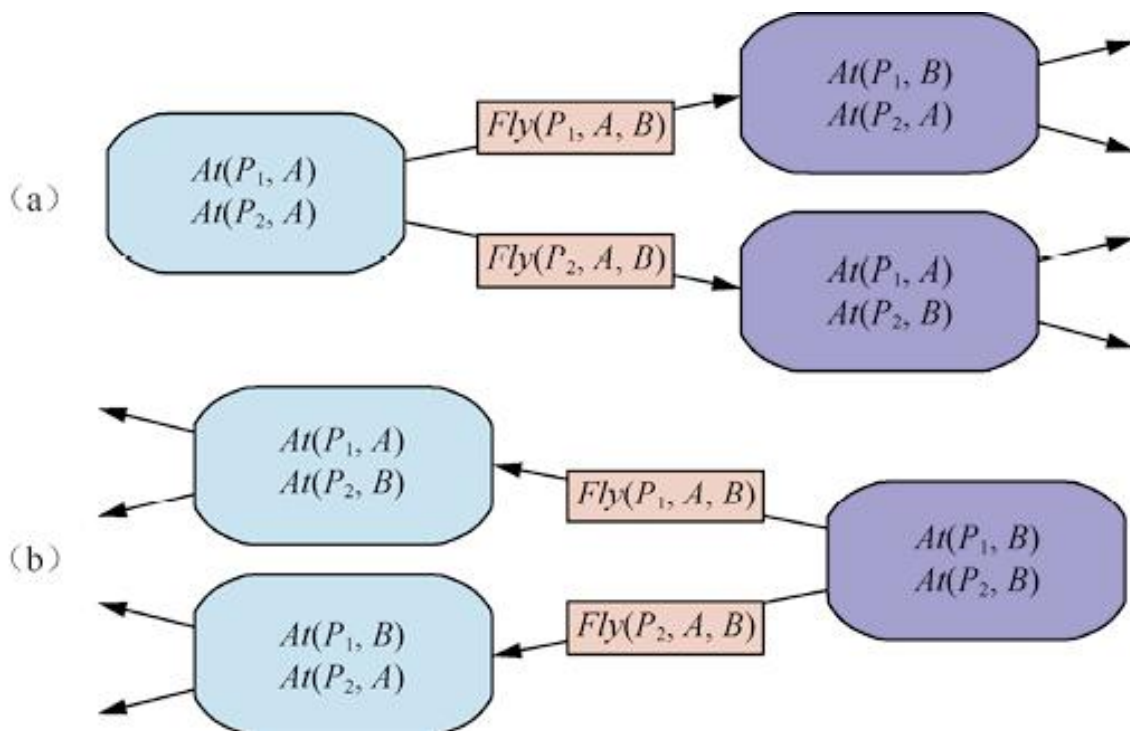 (a)
At(P₁, A)
At(P₂, A)
Fly(P₁, A, B)
Fly(P₂, A, B)
At(P₁, B)
At(P₂, A)
At(P₁, A)
At(P₂, B)
(b)
At(P₁, A)
At(P₂, B)
At(P₁, B)
At(P₂, A)
Fly(P₁, A, B)
Fly(P₂, A, B)
At(P₁, B)
At(P₂, B)